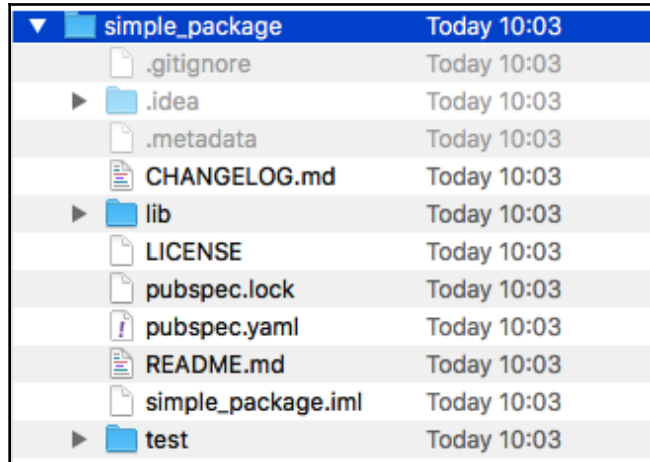 simple_package Today 10:03
.gitignore Today 10:03
.idea Today 10:03
.metadata Today 10:03
CHANGELOG.md Today 10:03
lib Today 10:03
LICENSE Today 10:03
pubspec.lock Today 10:03
pubspec.yaml Today 10:03
README.md Today 10:03
simple_package.iml Today 10:03
test Today 10:03